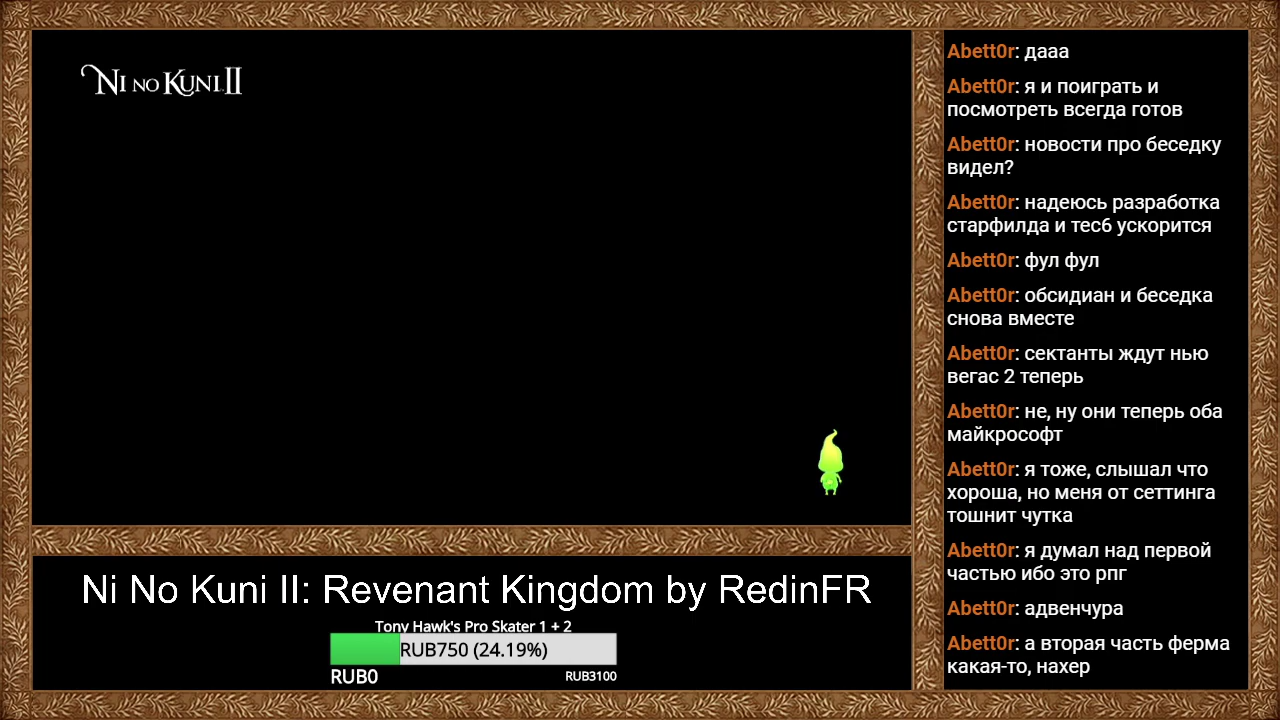 Ni no Kuni II
Ni No Kuni II: Revenant Kingdom by RedinFR
Tony Hawk's Pro Skater 1 + 2
RUB750 (24.19%)
RUB0
RUB3100
Abett0r: дааа
Abett0r: я и поиграть и
посмотреть всегда готов
Abett0r: новости про беседку
видел?
Abett0r: надеюсь разработка
старфилда и тес6 ускорится
Abett0r: фул фул
Abett0r: обсидиан и беседка
снова вместе
Abett0r: сектанты ждут нью
вегас 2 теперь
Abett0r: не, ну они теперь оба
майкрософт
Abett0r: я тоже, слышал что
хороша, но меня от сеттинга
тошнит чутка
Abett0r: я думал над первой
частью ибо это рпг
Abett0r: адвенчура
Abett0r: а вторая часть ферма
какая-то, нахер